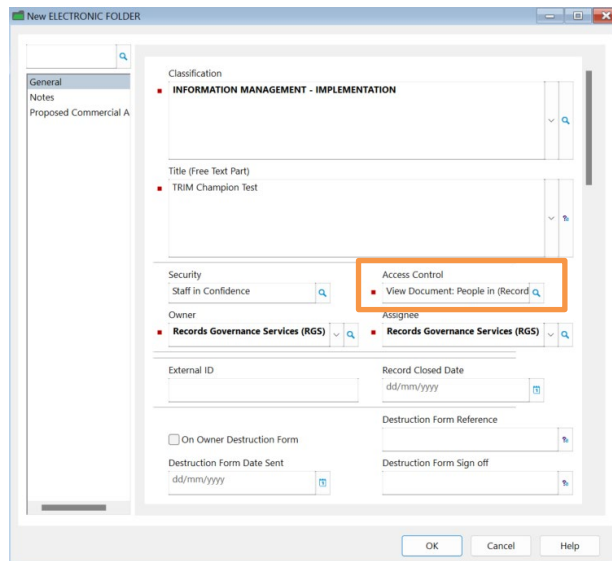 New ELECTRONIC FOLDER
General
Notes
Proposed Commercial A
Classification
INFORMATION MANAGEMENT - IMPLEMENTATION
Title (Free Text Part)
TRIM Champion Test
Security
Access Control
Staff in Confidence
View Document: People in (Record
Owner
Assignee
Records Governance Services (RGS)
Records Governance Services (RGS)
External ID
Record Closed Date
dd/mm/yyyy
Destruction Form Reference
On Owner Destruction Form
Destruction Form Date Sent
Destruction Form Sign off
dd/mm/yyyy
OK
Cancel
Help